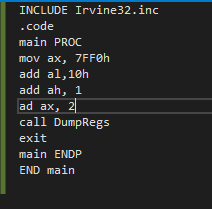 INCLUDE Irvine32.inc
.code
main PROC
mov ax, 7FF0h
add al,10h
add ah, 1
ad ax, 2
call DumpRegs
exit
main ENDP
END main